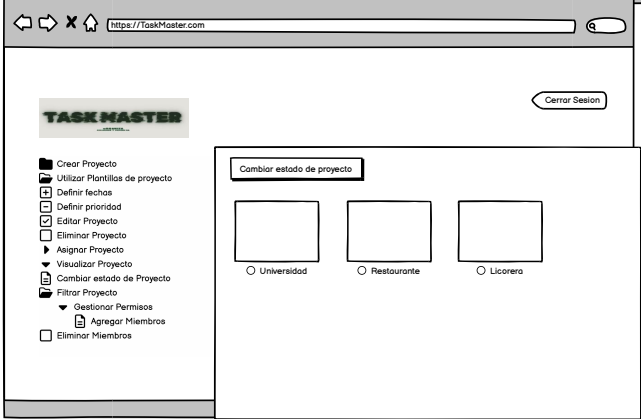 https://TaskMaster.com
Cerrar Sesion
TASK MASTER
Crear Proyecto
Utilizar Plantillas de proyecto
Definir fechas
Definir prioridad
Editar Proyecto
Eliminar Proyecto
Asignar Proyecto
Visualizar Proyecto
Cambiar estado de Proyecto
Filtrar Proyecto
Gestionar Permisos
Agregar Miembros
Eliminar Miembros
Cambiar estado de proyecto
Universidad
Restaurante
Licorera